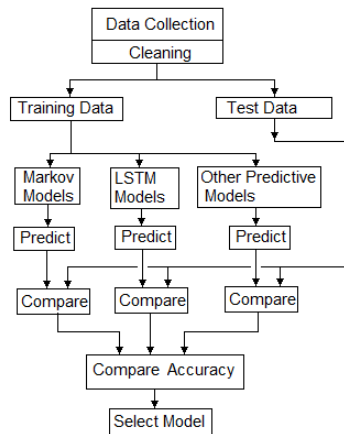 Data Collection
Cleaning
Training Data
Test Data
Markov
Models
LSTM
Models
Other Predictive
Models
Predict
Predict
Predict
Compare
Compare
Compare
Compare Accuracy
Select Model